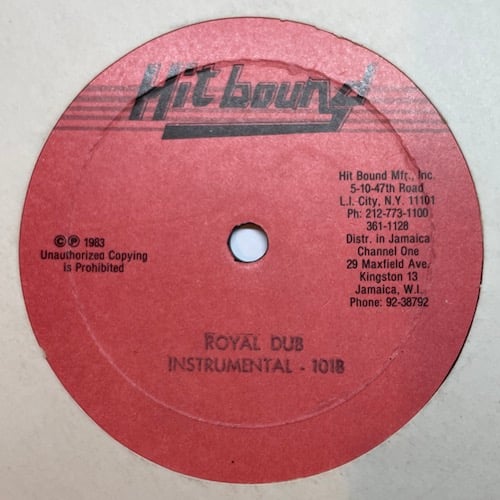 Hit bound
Hit Bound Mfr., Inc.
5-10-47th Road
L.I. City, N.Y. 11101
Ph: 212-773-1100
361-1128
Distr. in Jamaica
Channel One
29 Maxfield Ave.
Kingston 13
Jamaica, W.I.
Phone: 92-38792
© ℗ 1983
Unauthorized Copying
is Prohibited
ROYAL DUB
INSTRUMENTAL - 101B